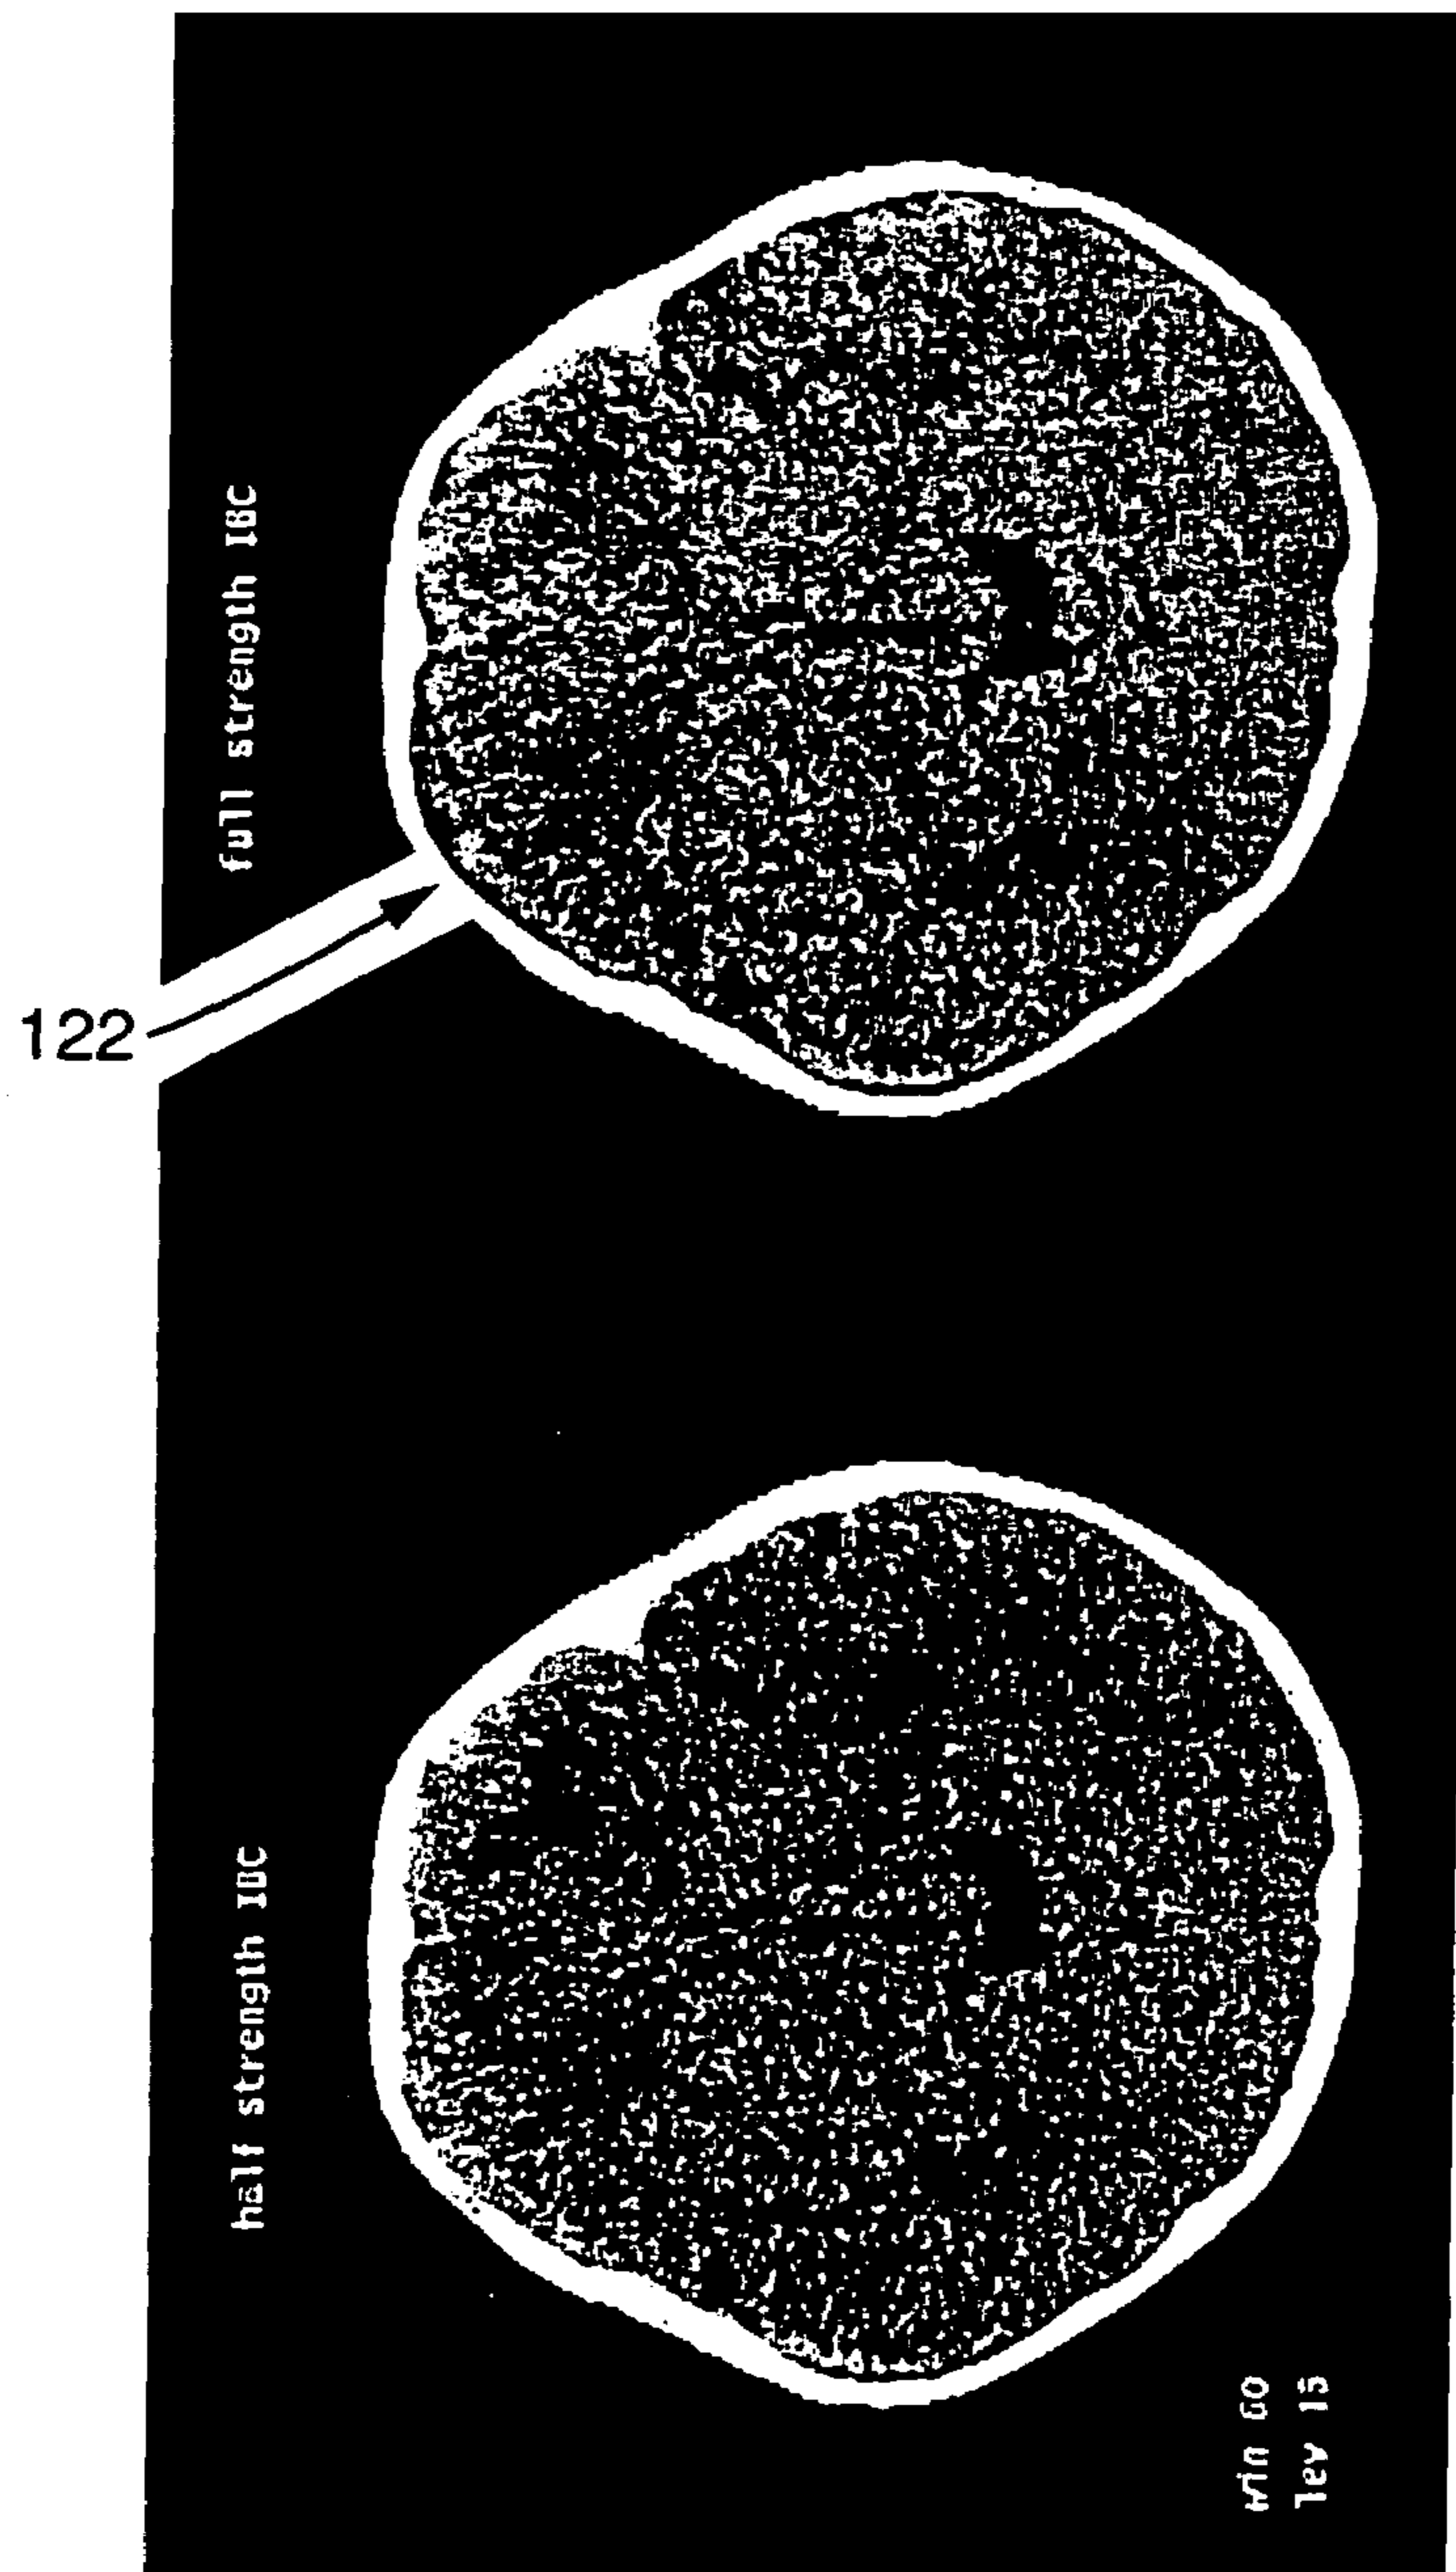 122
half strength IBC
full strength IBC
win 60
lev 15